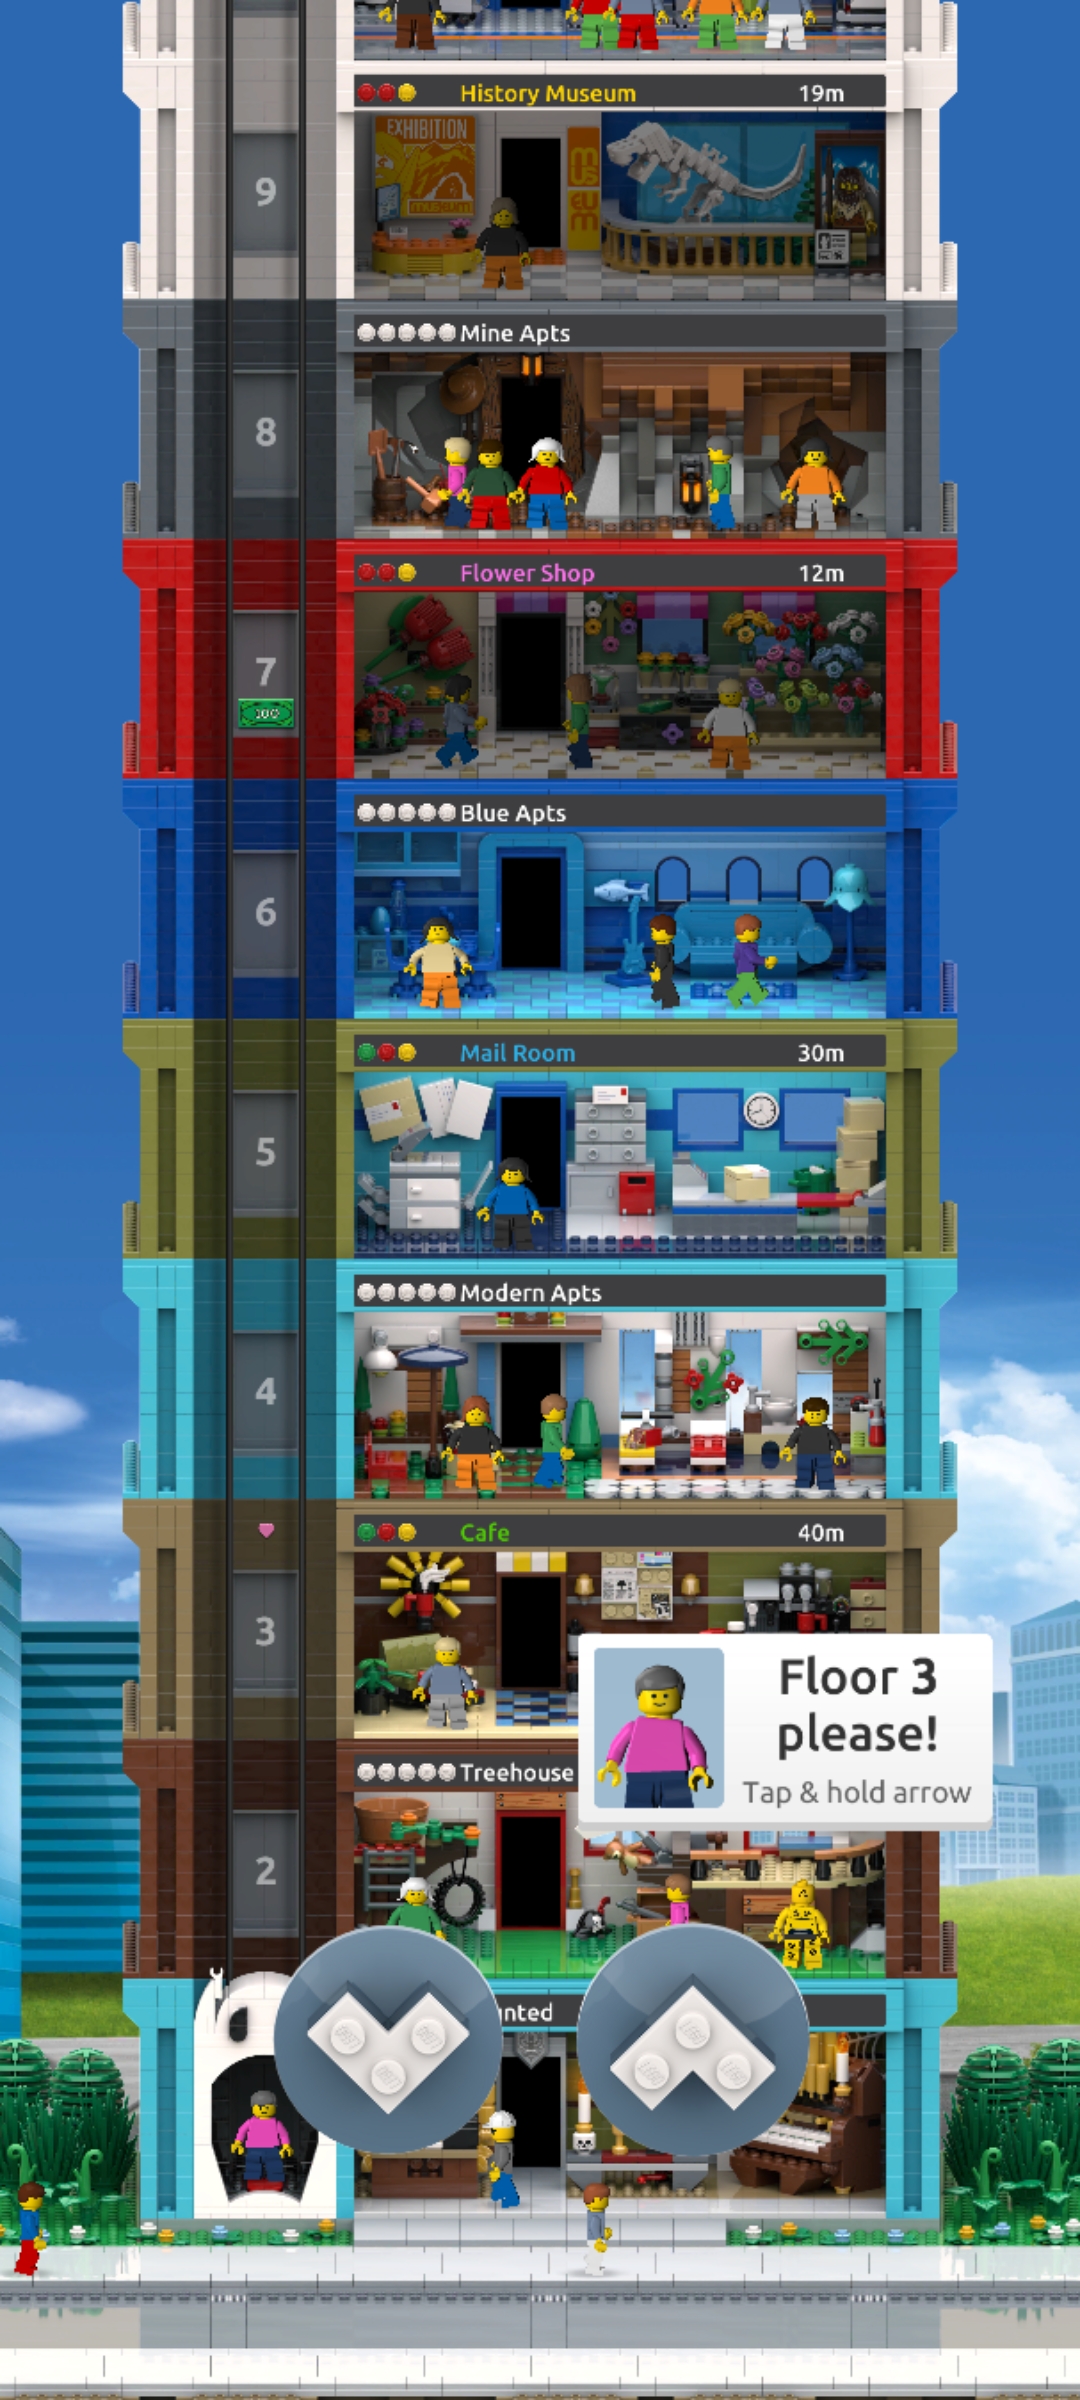 History Museum 19m
EXHIBITION
museum
MUSEUM
9
Mine Apts
8
Flower Shop 12m
7
100
Blue Apts
6
Mail Room 30m
5
Modern Apts
4
Cafe 40m
3
Floor 3
please!
Tap & hold arrow
Treehouse
2
nted